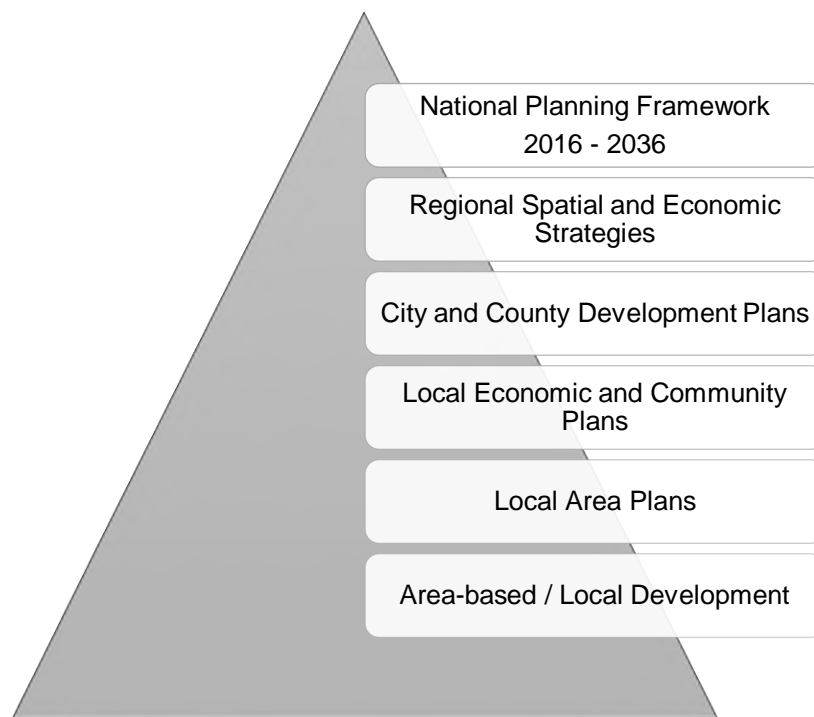 National Planning Framework
2016 - 2036
Regional Spatial and Economic
Strategies
City and County Development Plans
Local Economic and Community
Plans
Local Area Plans
Area-based / Local Development